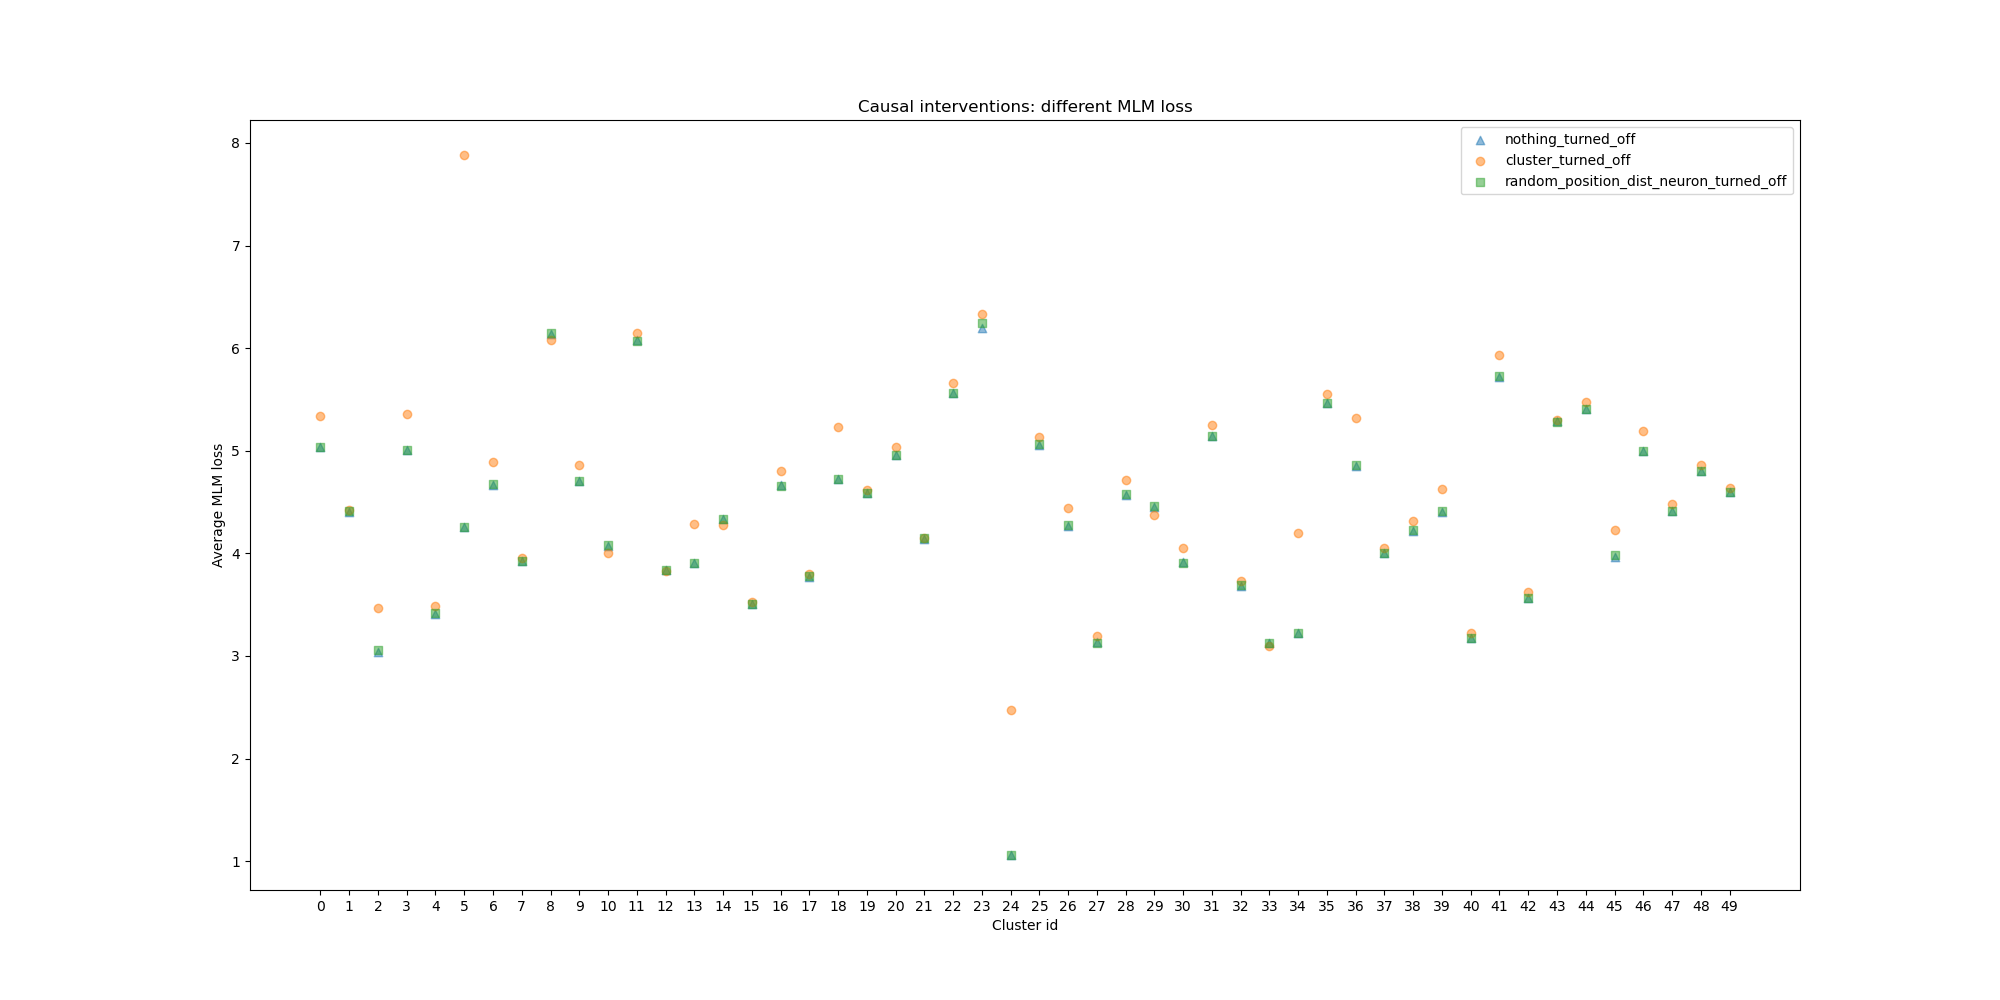 Causal interventions: different MLM loss
nothing_turned_off
cluster_turned_off
random_position_dist_neuron_turned_off
Average MLM loss
8
7
6
5
4
3
2
1
0 1 2 3 4 5 6 7 8 9 10 11 12 13 14 15 16 17 18 19 20 21 22 23 24 25 26 27 28 29 30 31 32 33 34 35 36 37 38 39 40 41 42 43 44 45 46 47 48 49
Cluster id